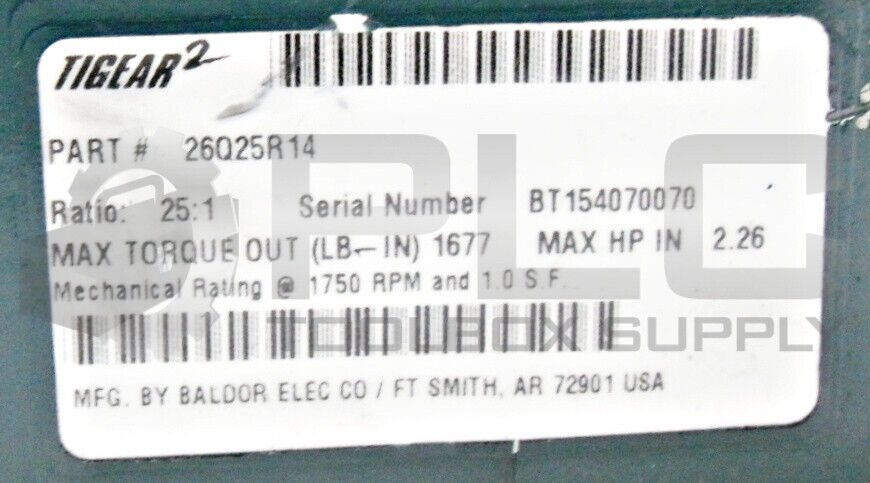 TIGEAR2
PART # 26Q25R14
Ratio: 25:1 Serial Number BT154070070
MAX TORQUE OUT (LB-IN) 1677 MAX HP IN 2.26
Mechanical Rating @ 1750 RPM and 1.0 S.F.
MFG. BY BALDOR ELEC CO / FT SMITH, AR 72901 USA
PLC
TOOLBOX SUPPLY